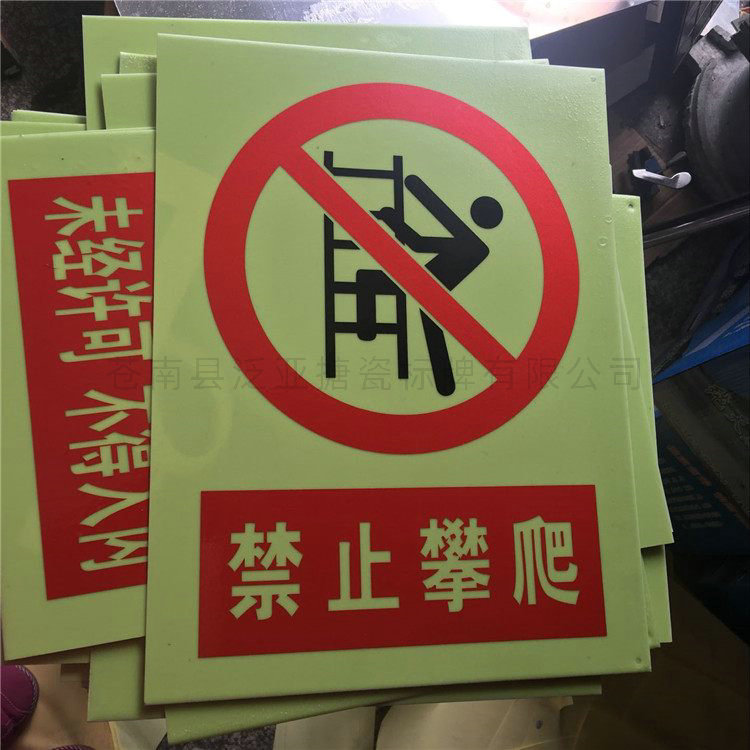 未经许可 不得入内
苍南县泛亚搪瓷标牌有限公司
禁止攀爬